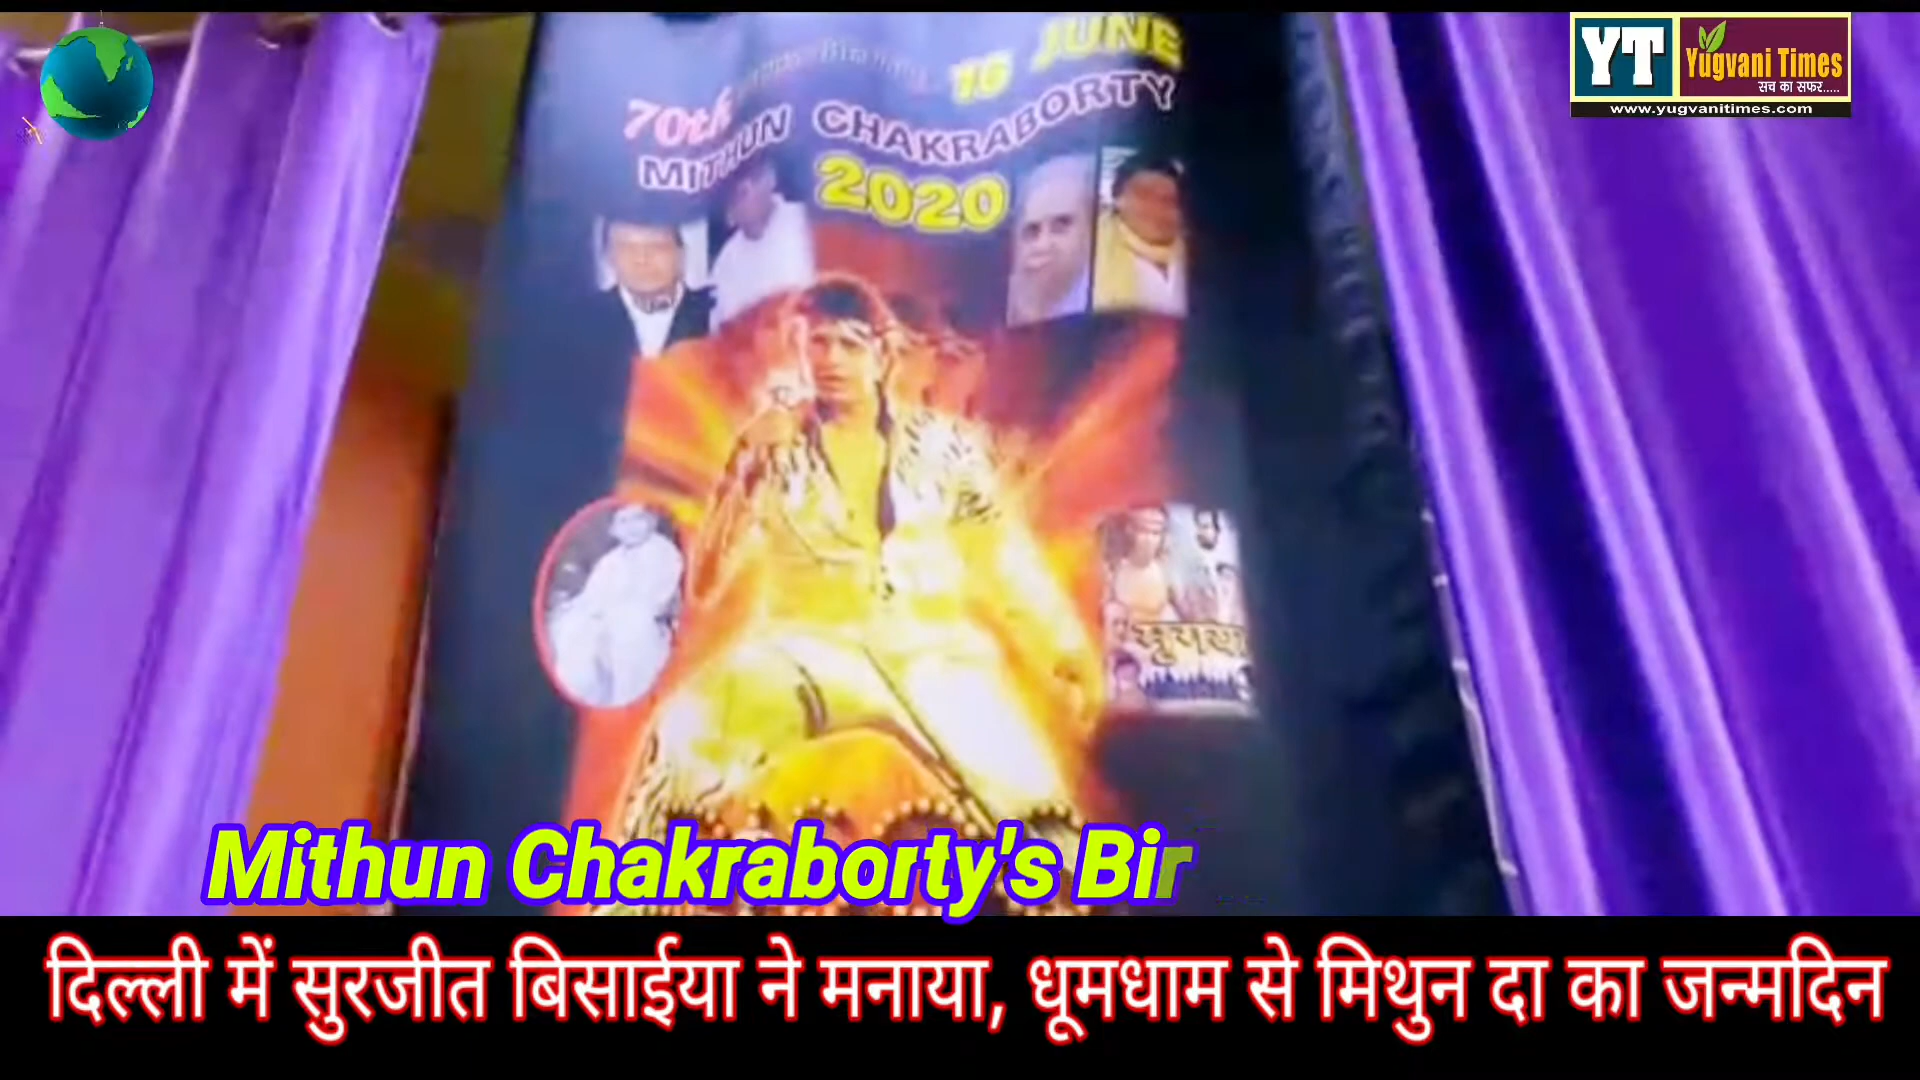 YT
Yugvani Times
सच का सफर.....
www.yugvanitimes.com
16 JUNE
70th
MITHUN CHAKRABORTY
2020
मृगया
Mithun Chakraborty's Bir
दिल्ली में सुरजीत बिसाईया ने मनाया, धूमधाम से मिथुन दा का जन्मदिन